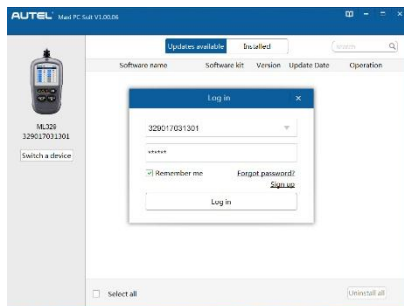 AUTEL Maxi PC Suit V1.00.06
Updates available Installed
Search
Software name Software kit Version Update Date Operation
Log in
329017031301
******
Remember me Forgot password?
Sign up
Log in
ML329
329017031301
Switch a device
Select all Uninstall all